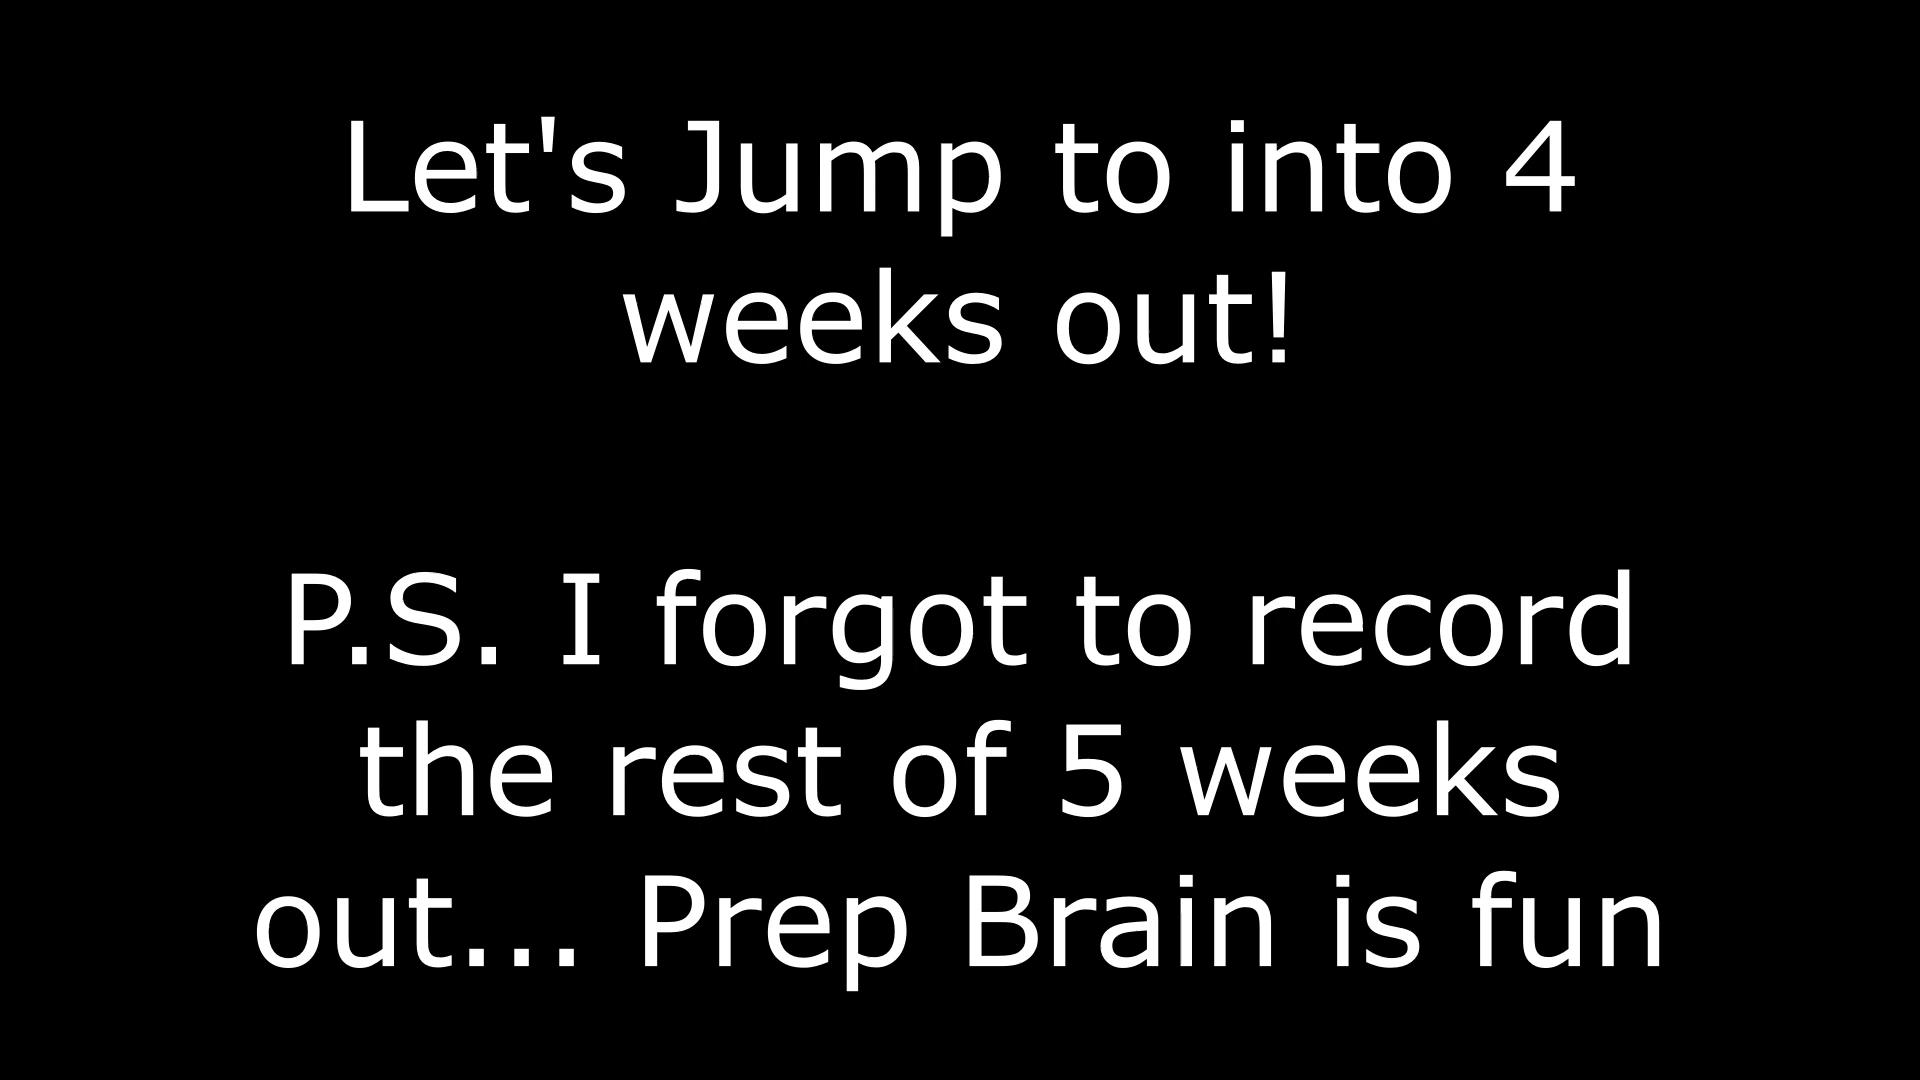 Let's Jump to into 4
weeks out!
P.S. I forgot to record
the rest of 5 weeks
out... Prep Brain is fun